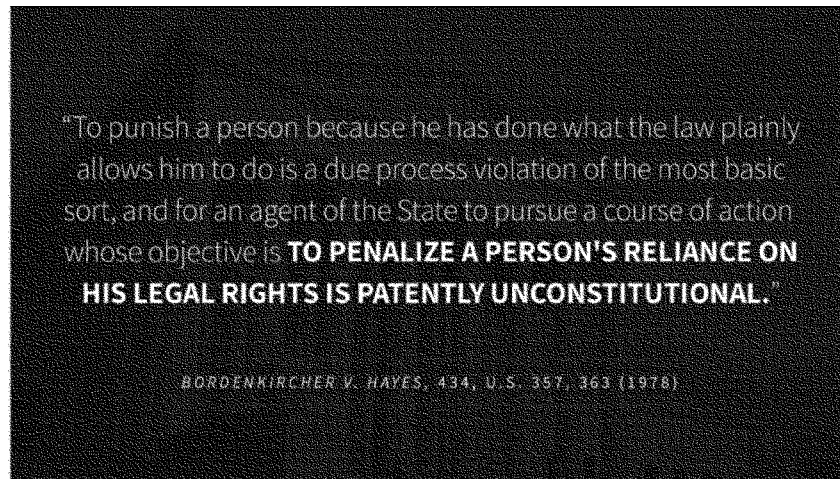 “To punish a person because he has done what the law plainly
allows him to do is a due process violation of the most basic
sort, and for an agent of the State to pursue a course of action
whose objective is TO PENALIZE A PERSON'S RELIANCE ON
HIS LEGAL RIGHTS IS PATENTLY UNCONSTITUTIONAL.”
BORDENKIRCHER V. HAYES, 434, U.S. 357, 363 (1978)